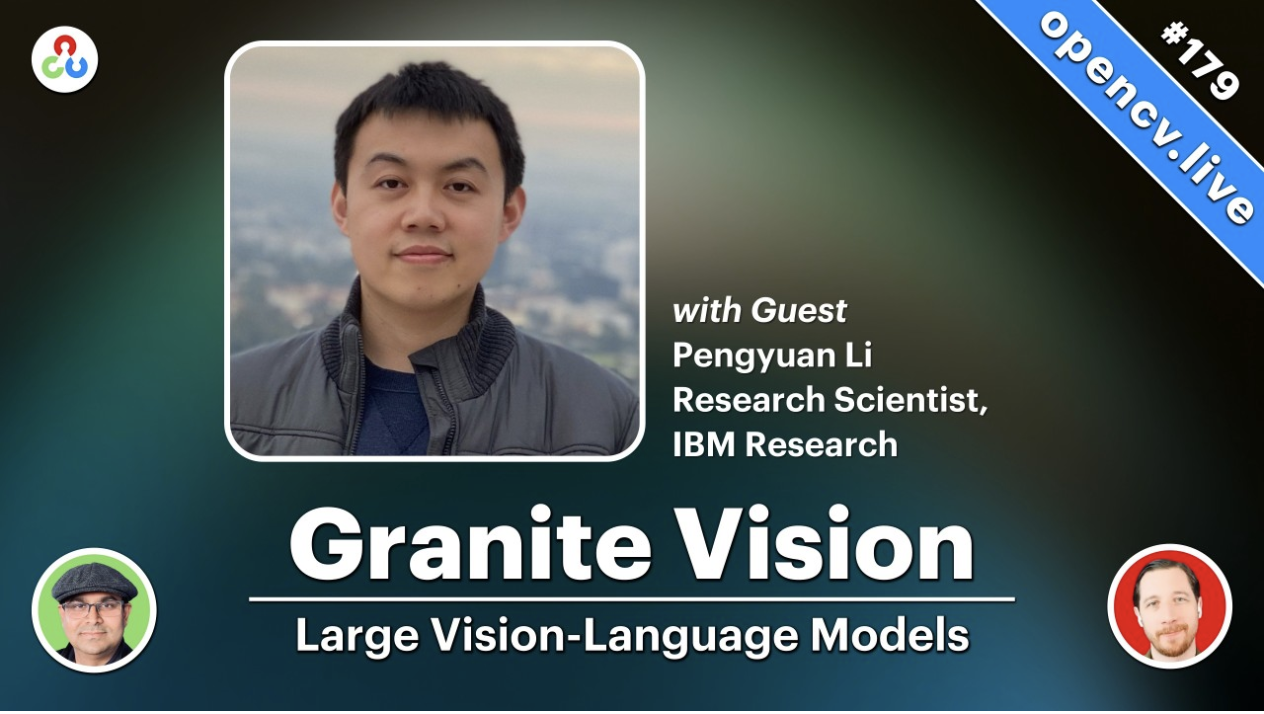 #179
opencv.live
with Guest
Pengyuan Li
Research Scientist,
IBM Research
Granite Vision
Large Vision-Language Models